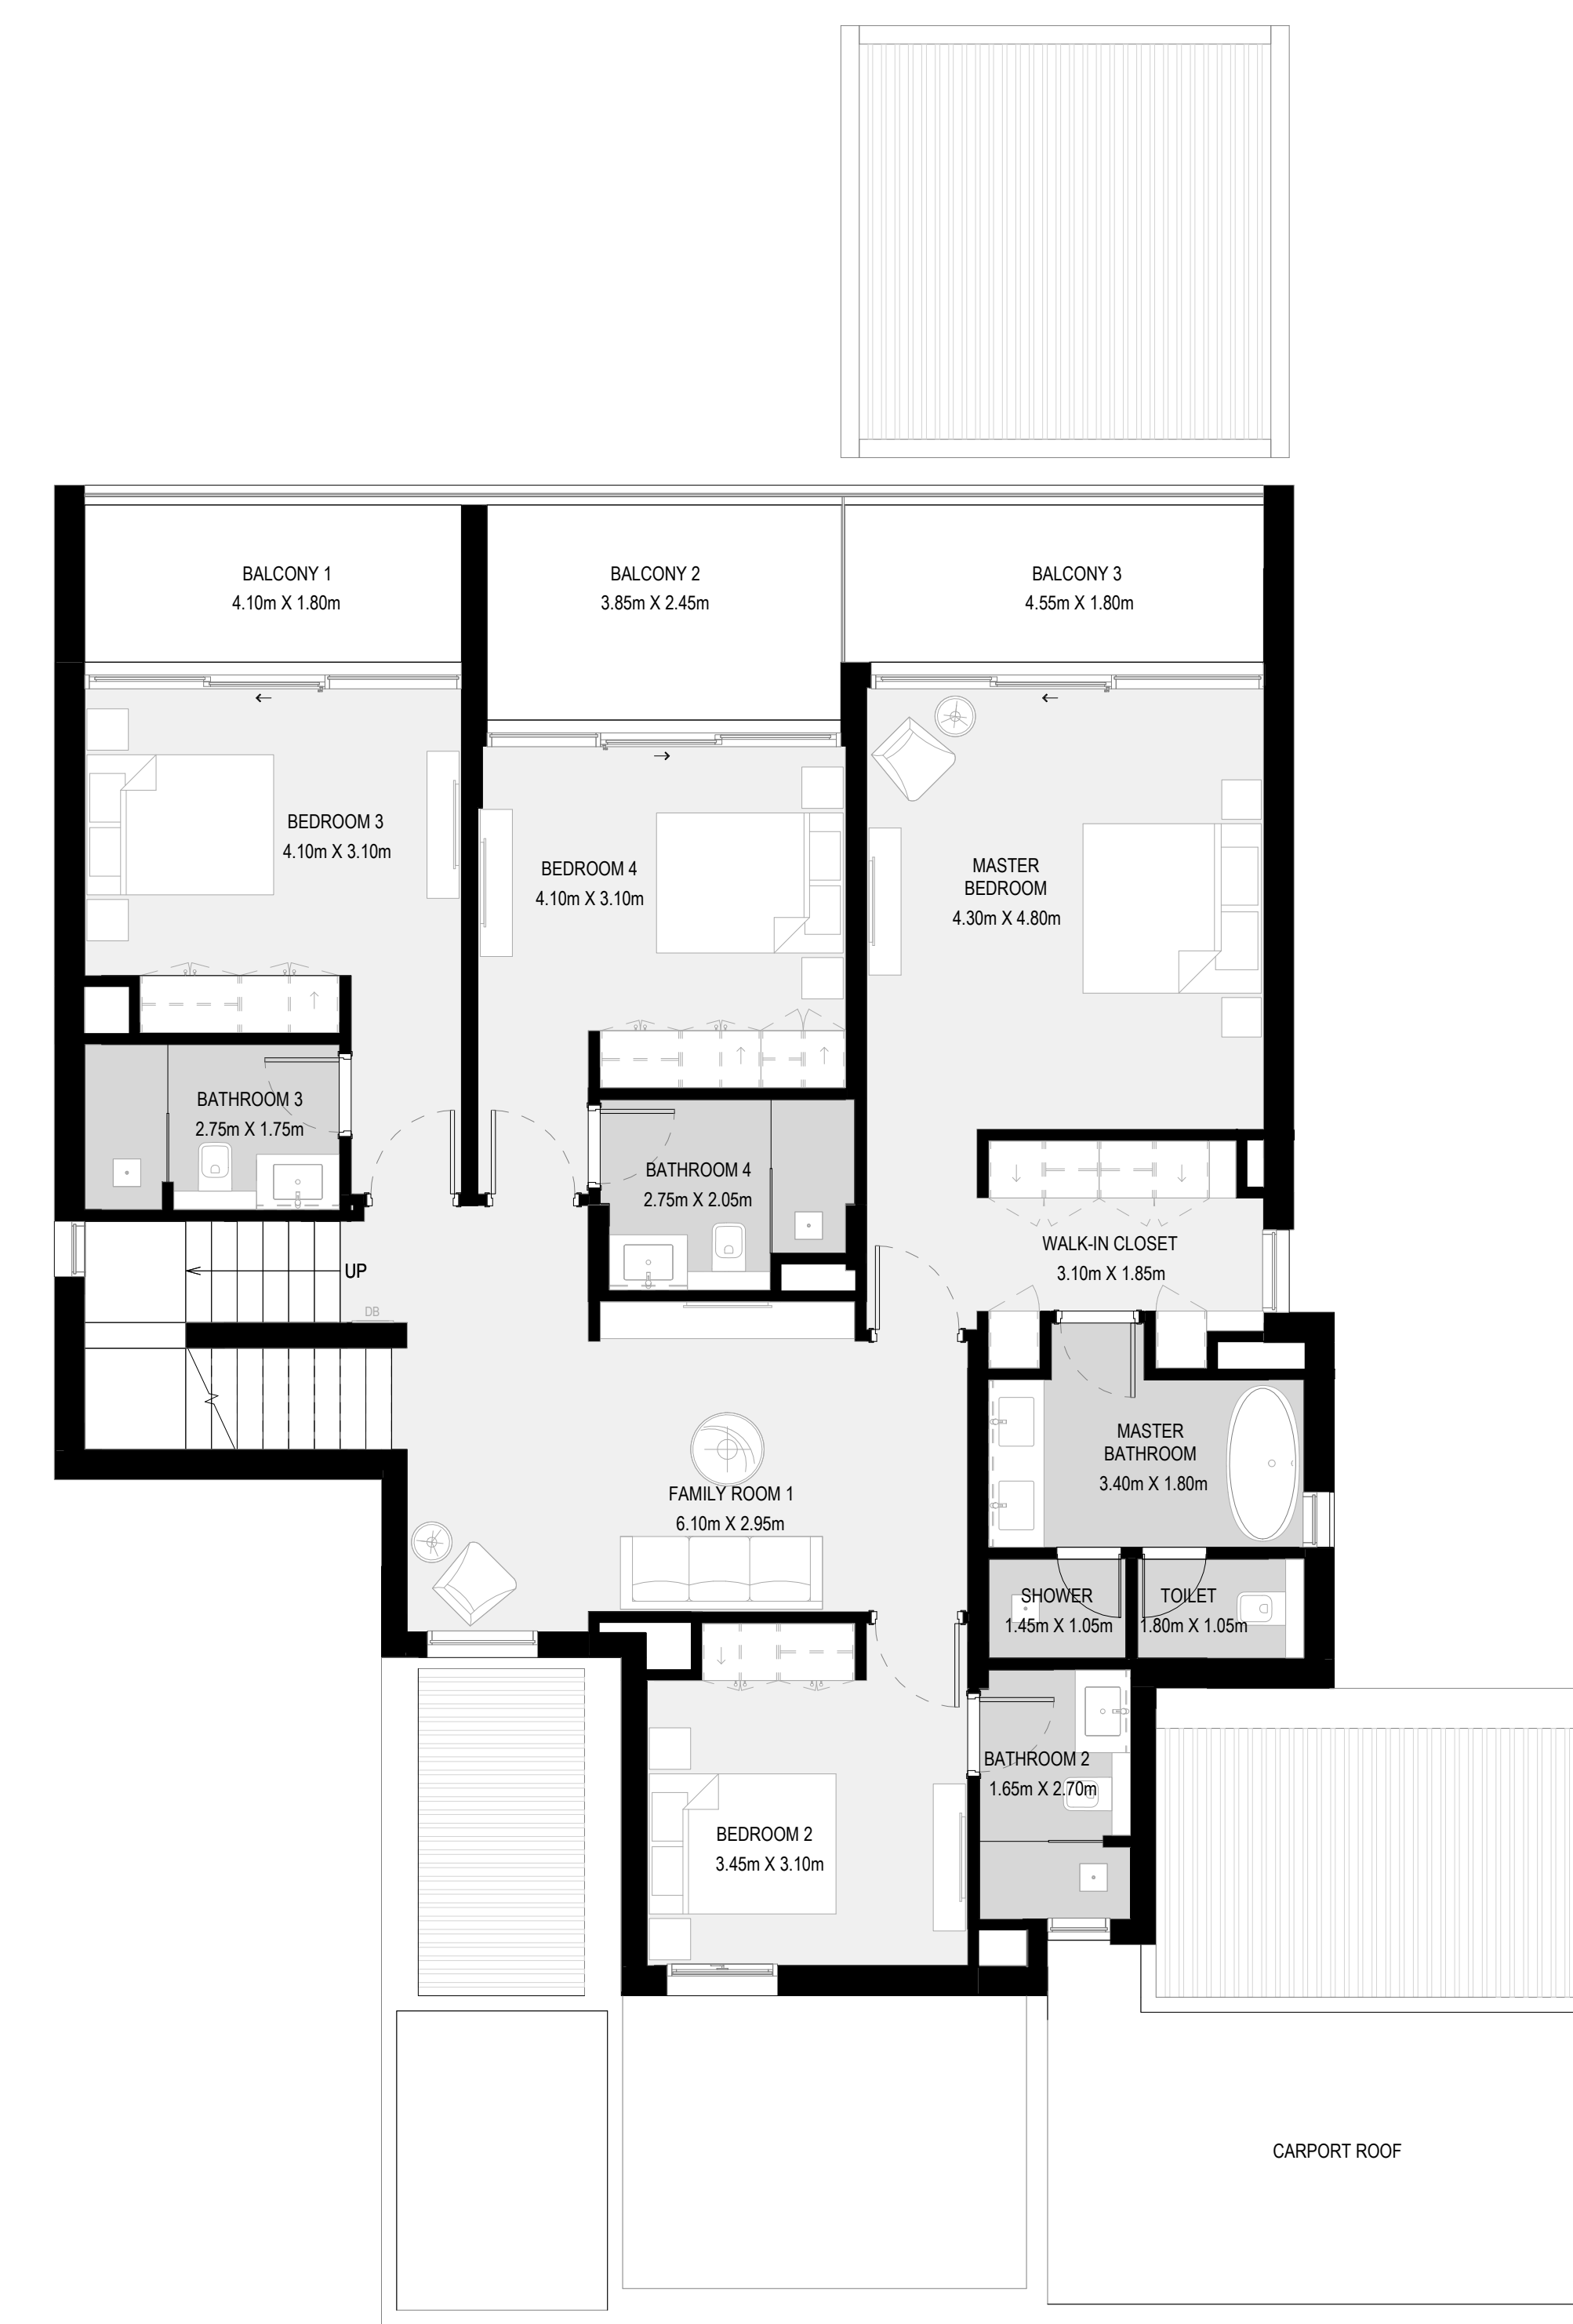 BALCONY 1
4.10m X 1.80m
BALCONY 2
3.85m X 2.45m
BALCONY 3
4.55m X 1.80m
BEDROOM 3
4.10m X 3.10m
BEDROOM 4
4.10m X 3.10m
MASTER
BEDROOM
4.30m X 4.80m
BATHROOM 3
2.75m X 1.75m
BATHROOM 4
2.75m X 2.05m
WALK-IN CLOSET
3.10m X 1.85m
UP
DB
MASTER
BATHROOM
3.40m X 1.80m
FAMILY ROOM 1
6.10m X 2.95m
SHOWER
1.45m X 1.05m
TOILET
1.80m X 1.05m
BATHROOM 2
1.65m X 2.70m
BEDROOM 2
3.45m X 3.10m
CARPORT ROOF